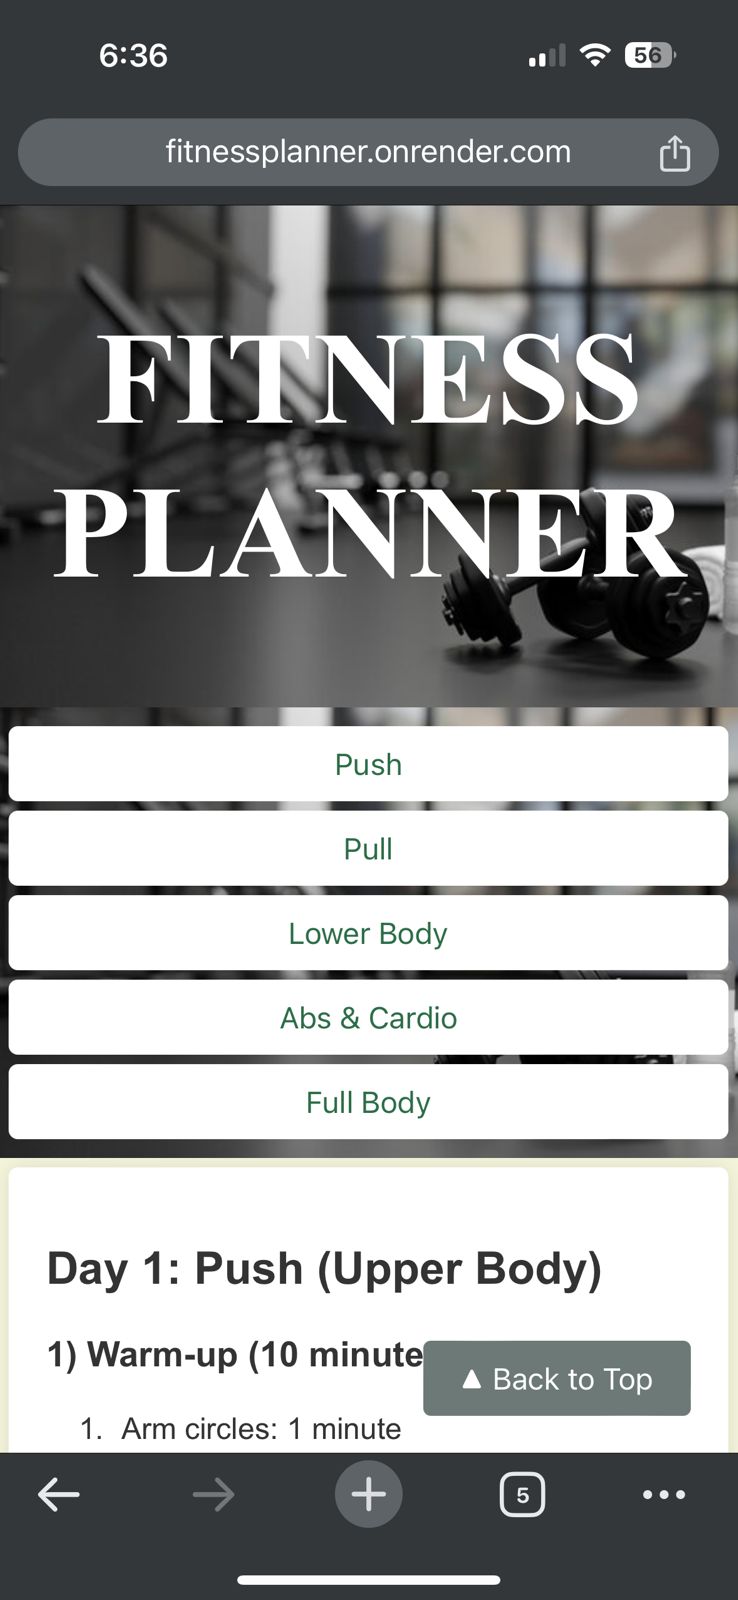 6:36
56
fitnessplanner.onrender.com
FITNESS
PLANNER
Push
Pull
Lower Body
Abs & Cardio
Full Body
Day 1: Push (Upper Body)
1) Warm-up (10 minute
▲ Back to Top
1. Arm circles: 1 minute
5